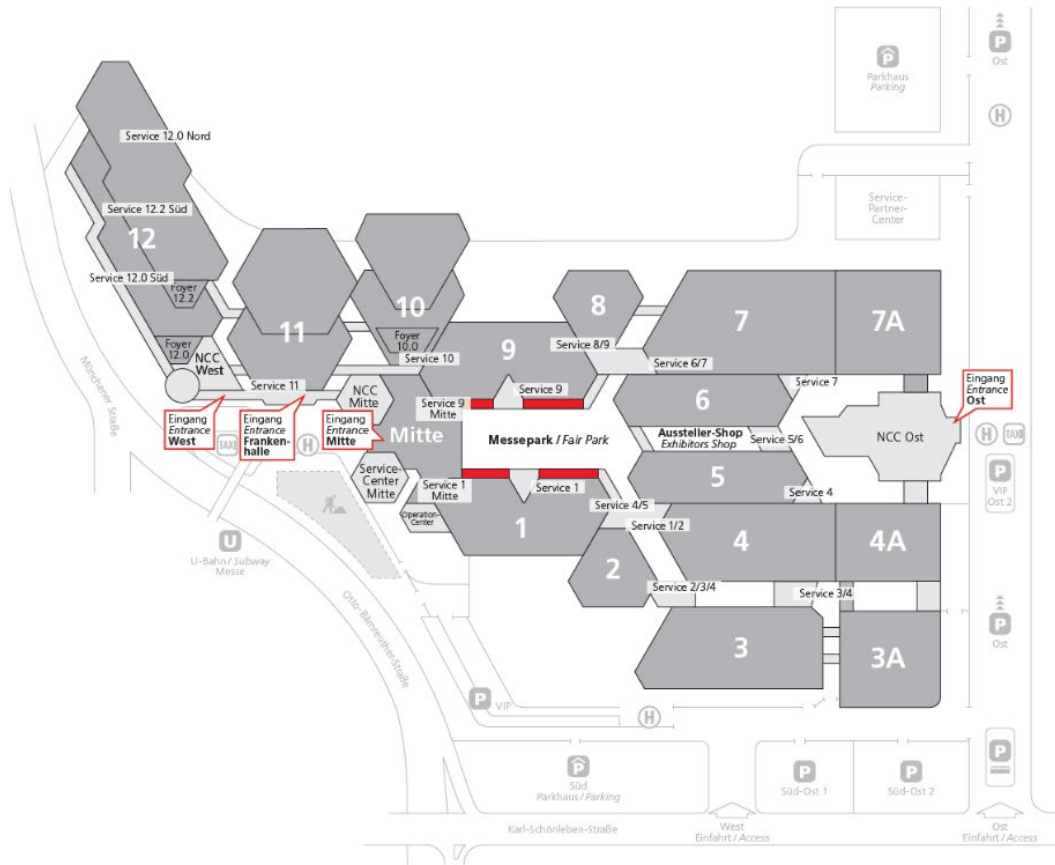 P
Ost
P
Parkhaus
Parking
H
Service 12.0 Nord
Service-
Partner-
Center
Service 12.2 Süd
12
Service 12.0 Süd
Foyer
12.2
11
10
8
7
7A
Foyer
12.0
Foyer
10.0
Service 8/9
9
NCC
West
Service 10
Service 6/7
Münchener Straße
Service 11
NCC
Mitte
Service 9
Service 7
Eingang
Entrance
Ost
Eingang
Entrance
West
Eingang
Entrance
Franken-
halle
Eingang
Entrance
Mitte
Service 9
Mitte
6
TAXI
H
Mitte
Messepark / Fair Park
Aussteller-Shop
Exhibitors Shop
Service 5/6
NCC Ost
H
TAXI
Service-
Center
Mitte
Service 1
Mitte
Service 1
5
Service 4
P
VIP
Ost 2
Operation-
Center
Service 4/5
1
Service 1/2
4
4A
U
U-Bahn / Subway
Messe
2
Service 2/3/4
Service 3/4
Otto-Bärnreuther-Straße
P
Ost
3
3A
P
VIP
H
P
Süd
Parkhaus / Parking
P
Süd-Ost 1
P
Süd-Ost 2
P
Karl-Schönleben-Straße
West
Einfahrt / Access
Ost
Einfahrt / Access